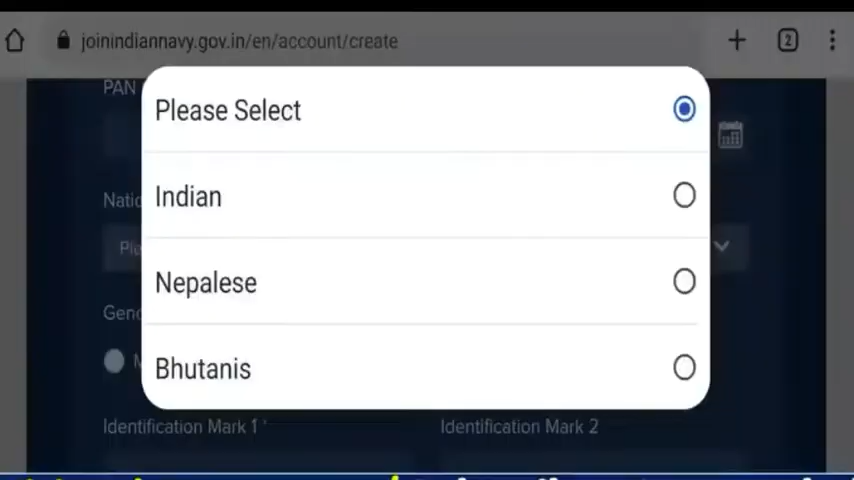 joinindiannavy.gov.in/en/account/create
2
PAN
Please Select
Indian
Nepalese
Bhutanis
Identification Mark 1
Identification Mark 2